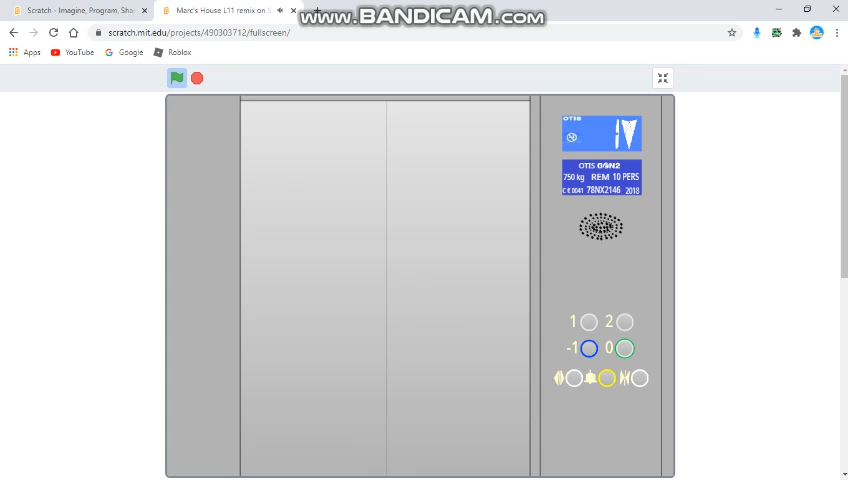 Scratch - Imagine, Program, Sha
Marc's House L11 remix on S
www.BANDICAM.com
scratch.mit.edu/projects/490303712/fullscreen/
Apps
YouTube
Google
Roblox
OTIS
1
OTIS GEN2
750 kg REM 10 PERS
C€0041 78NX2146 2018
1 2
-1 0